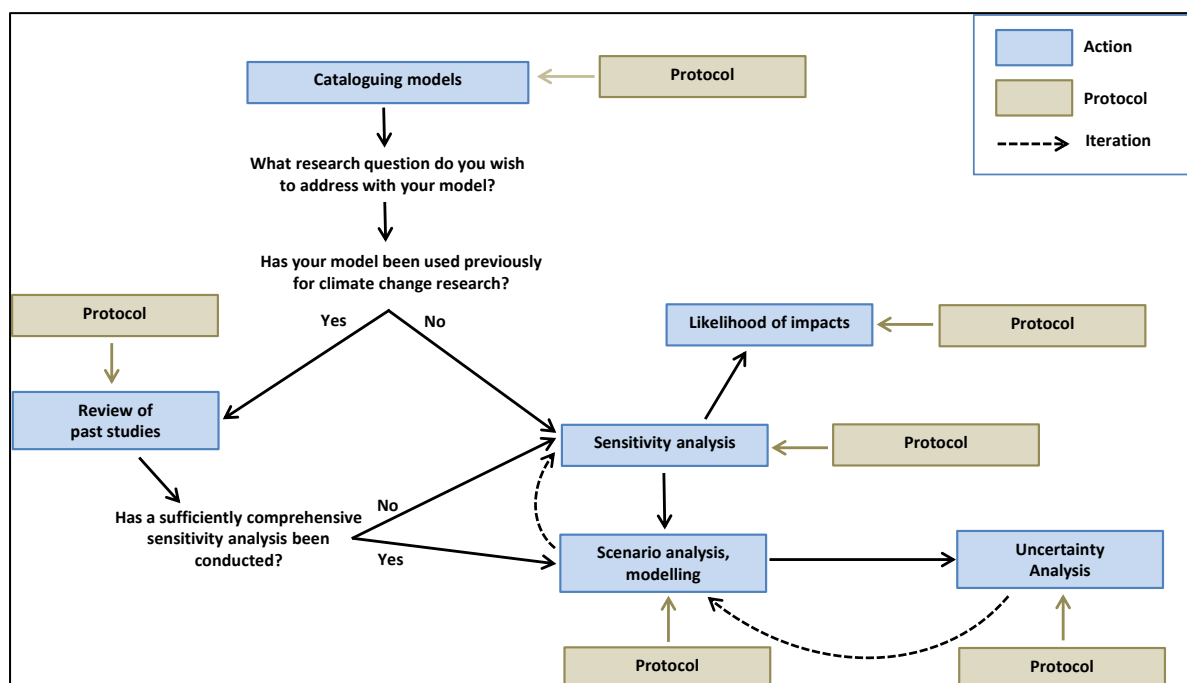 Action
Protocol
Iteration
Cataloguing models
Protocol
What research question do you wish
to address with your model?
Has your model been used previously
for climate change research?
Protocol
Yes
No
Likelihood of impacts
Protocol
Review of
past studies
Sensitivity analysis
Protocol
No
Has a sufficiently comprehensive
sensitivity analysis been
conducted?
Yes
Scenario analysis,
modelling
Uncertainty
Analysis
Protocol
Protocol